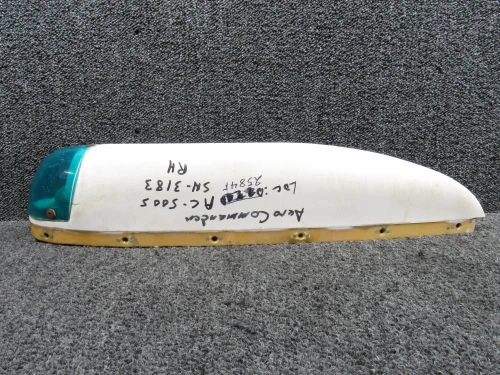 Aero Commander
AC-500S
SN-3183
RH
Loc:
2584F